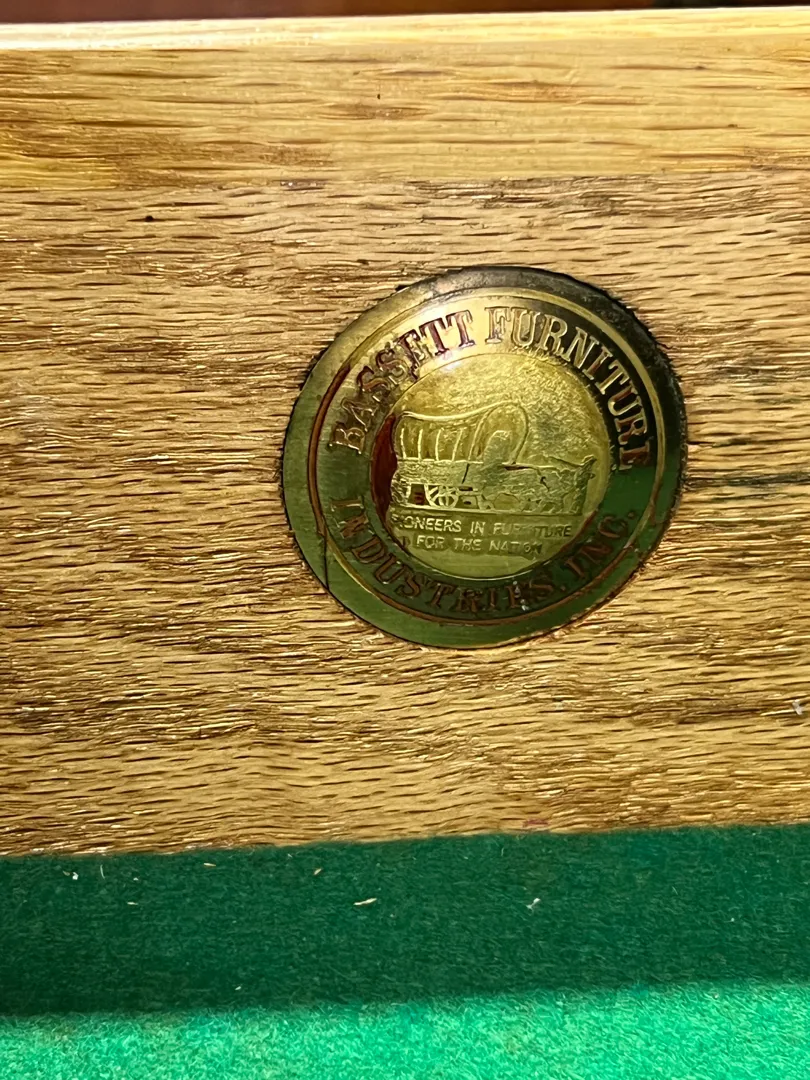 BASSETT FURNITURE
PIONEERS IN FURNITURE
FOR THE NATION
INDUSTRIES, INC.